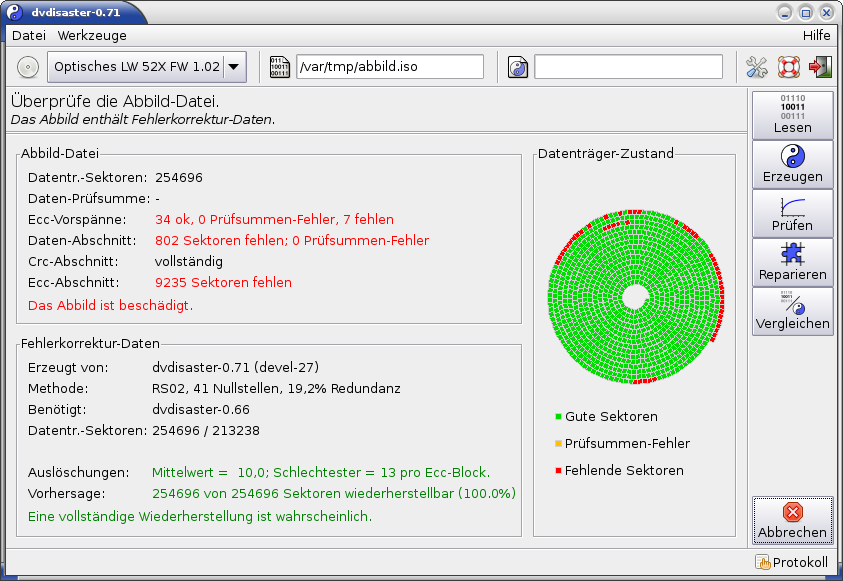 dvdisaster-0.71
Datei Werkzeuge Hilfe
Optisches LW 52X FW 1.02 /var/tmp/abbild.iso
Überprüfe die Abbild-Datei.
Das Abbild enthält Fehlerkorrektur-Daten.
Abbild-Datei
Datentr.-Sektoren: 254696
Daten-Prüfsumme: -
Ecc-Vorspänne: 34 ok, 0 Prüfsummen-Fehler, 7 fehlen
Daten-Abschnitt: 802 Sektoren fehlen; 0 Prüfsummen-Fehler
Crc-Abschnitt: vollständig
Ecc-Abschnitt: 9235 Sektoren fehlen
Das Abbild ist beschädigt.
Fehlerkorrektur-Daten
Erzeugt von: dvdisaster-0.71 (devel-27)
Methode: RS02, 41 Nullstellen, 19,2% Redundanz
Benötigt: dvdisaster-0.66
Datentr.-Sektoren: 254696 / 213238
Auslöschungen: Mittelwert = 10,0; Schlechtester = 13 pro Ecc-Block.
Vorhersage: 254696 von 254696 Sektoren wiederherstellbar (100.0%)
Eine vollständige Wiederherstellung ist wahrscheinlich.
Datenträger-Zustand
Gute Sektoren
Prüfsummen-Fehler
Fehlende Sektoren
01110
10011
00111
Lesen
Erzeugen
Prüfen
Reparieren
Vergleichen
Abbrechen
Protokoll